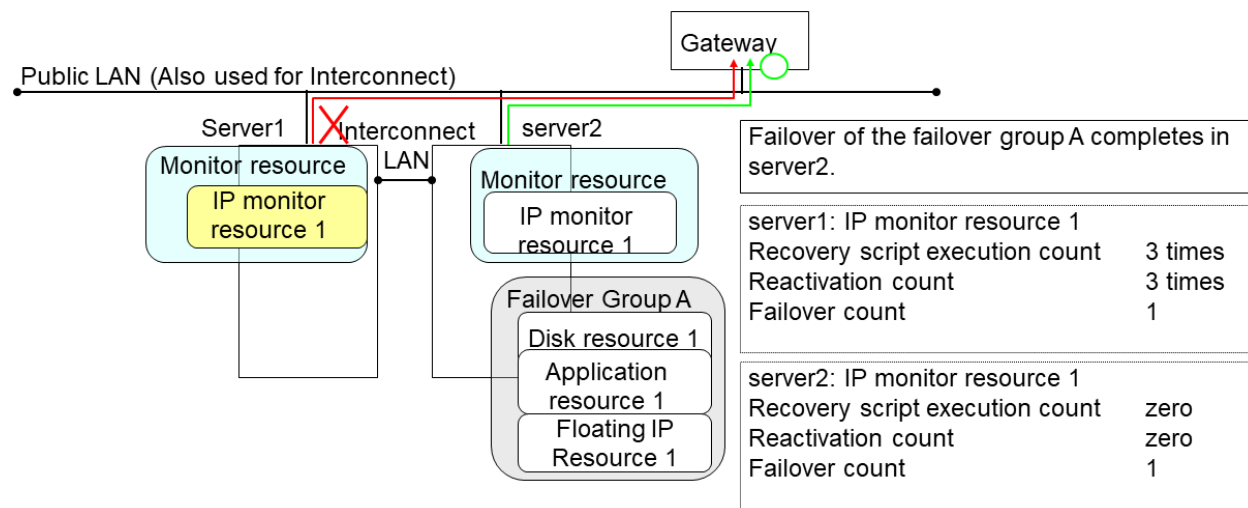 Gateway
Public LAN (Also used for Interconnect)
Server1
Interconnect
LAN
server2
Monitor resource
IP monitor
resource 1
Monitor resource
IP monitor
resource 1
Failover Group A
Disk resource 1
Application
resource 1
Floating IP
Resource 1
Failover of the failover group A completes in
server2.
server1: IP monitor resource 1
Recovery script execution count 3 times
Reactivation count 3 times
Failover count 1
server2: IP monitor resource 1
Recovery script execution count zero
Reactivation count zero
Failover count 1